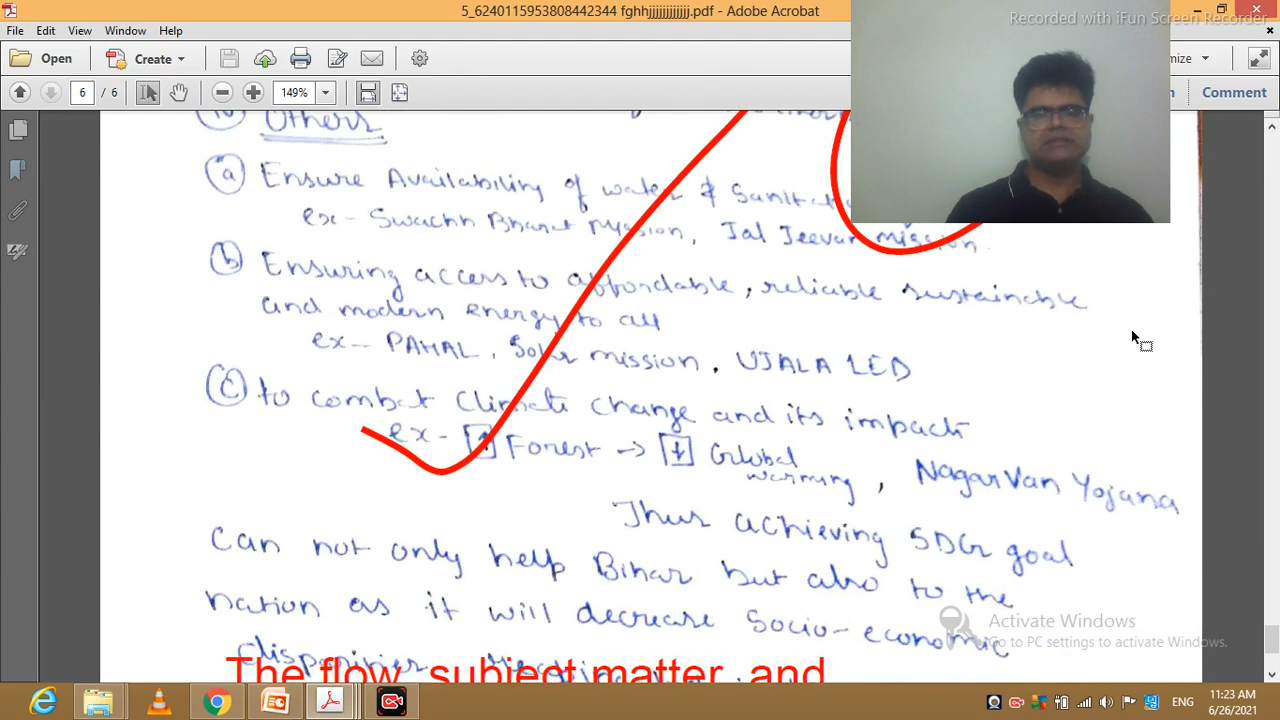 5_6240115953808442344 fghhjjjjjjjjjjjj.pdf - Adobe Acrobat
Recorded with iFun Screen Recorder
File Edit View Window Help
Open Create
6 / 6 149% Comment
(iv) Others
(a) Ensure Availability of water &
ex- Swachh Bharat Mission, Jal Jeevan mission.
(b) Ensuring access to affordable, reliable sustainable
and modern energy to all
ex- PAHAL, Solar mission, UJALA LED
(c) to combat Climate change and its impacts
ex- [↑] Forest -> [↓] Global warming, Nagar Van Yojana
Thus achieving SDG goal
Can not only help Bihar but also to the
nation as it will decrease Socio-economic
The flow, subject matter, and
Activate Windows
Go to PC settings to activate Windows.
ENG
11:23 AM
6/26/2021